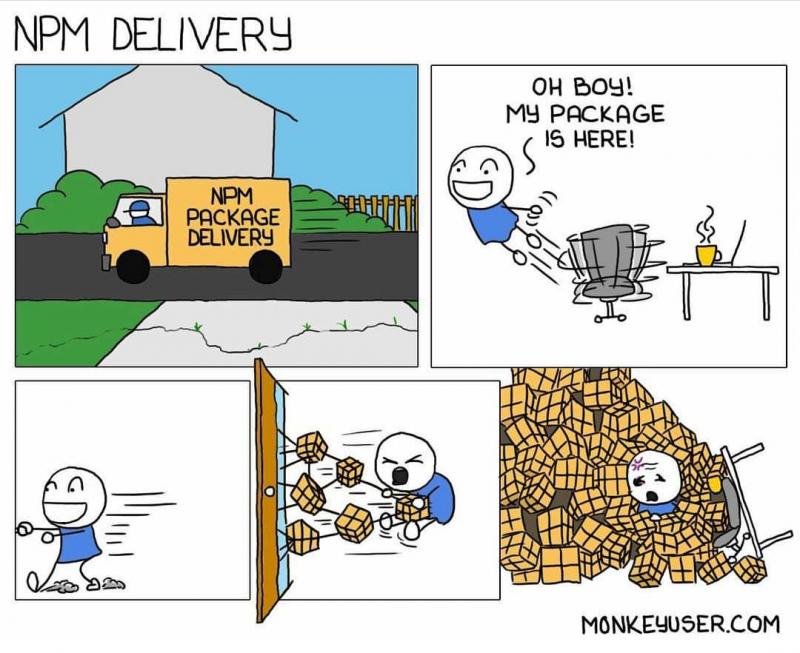 NPM DELIVERY
NPM
PACKAGE
DELIVERY
OH BOY!
MY PACKAGE
IS HERE!
MONKEYUSER.COM